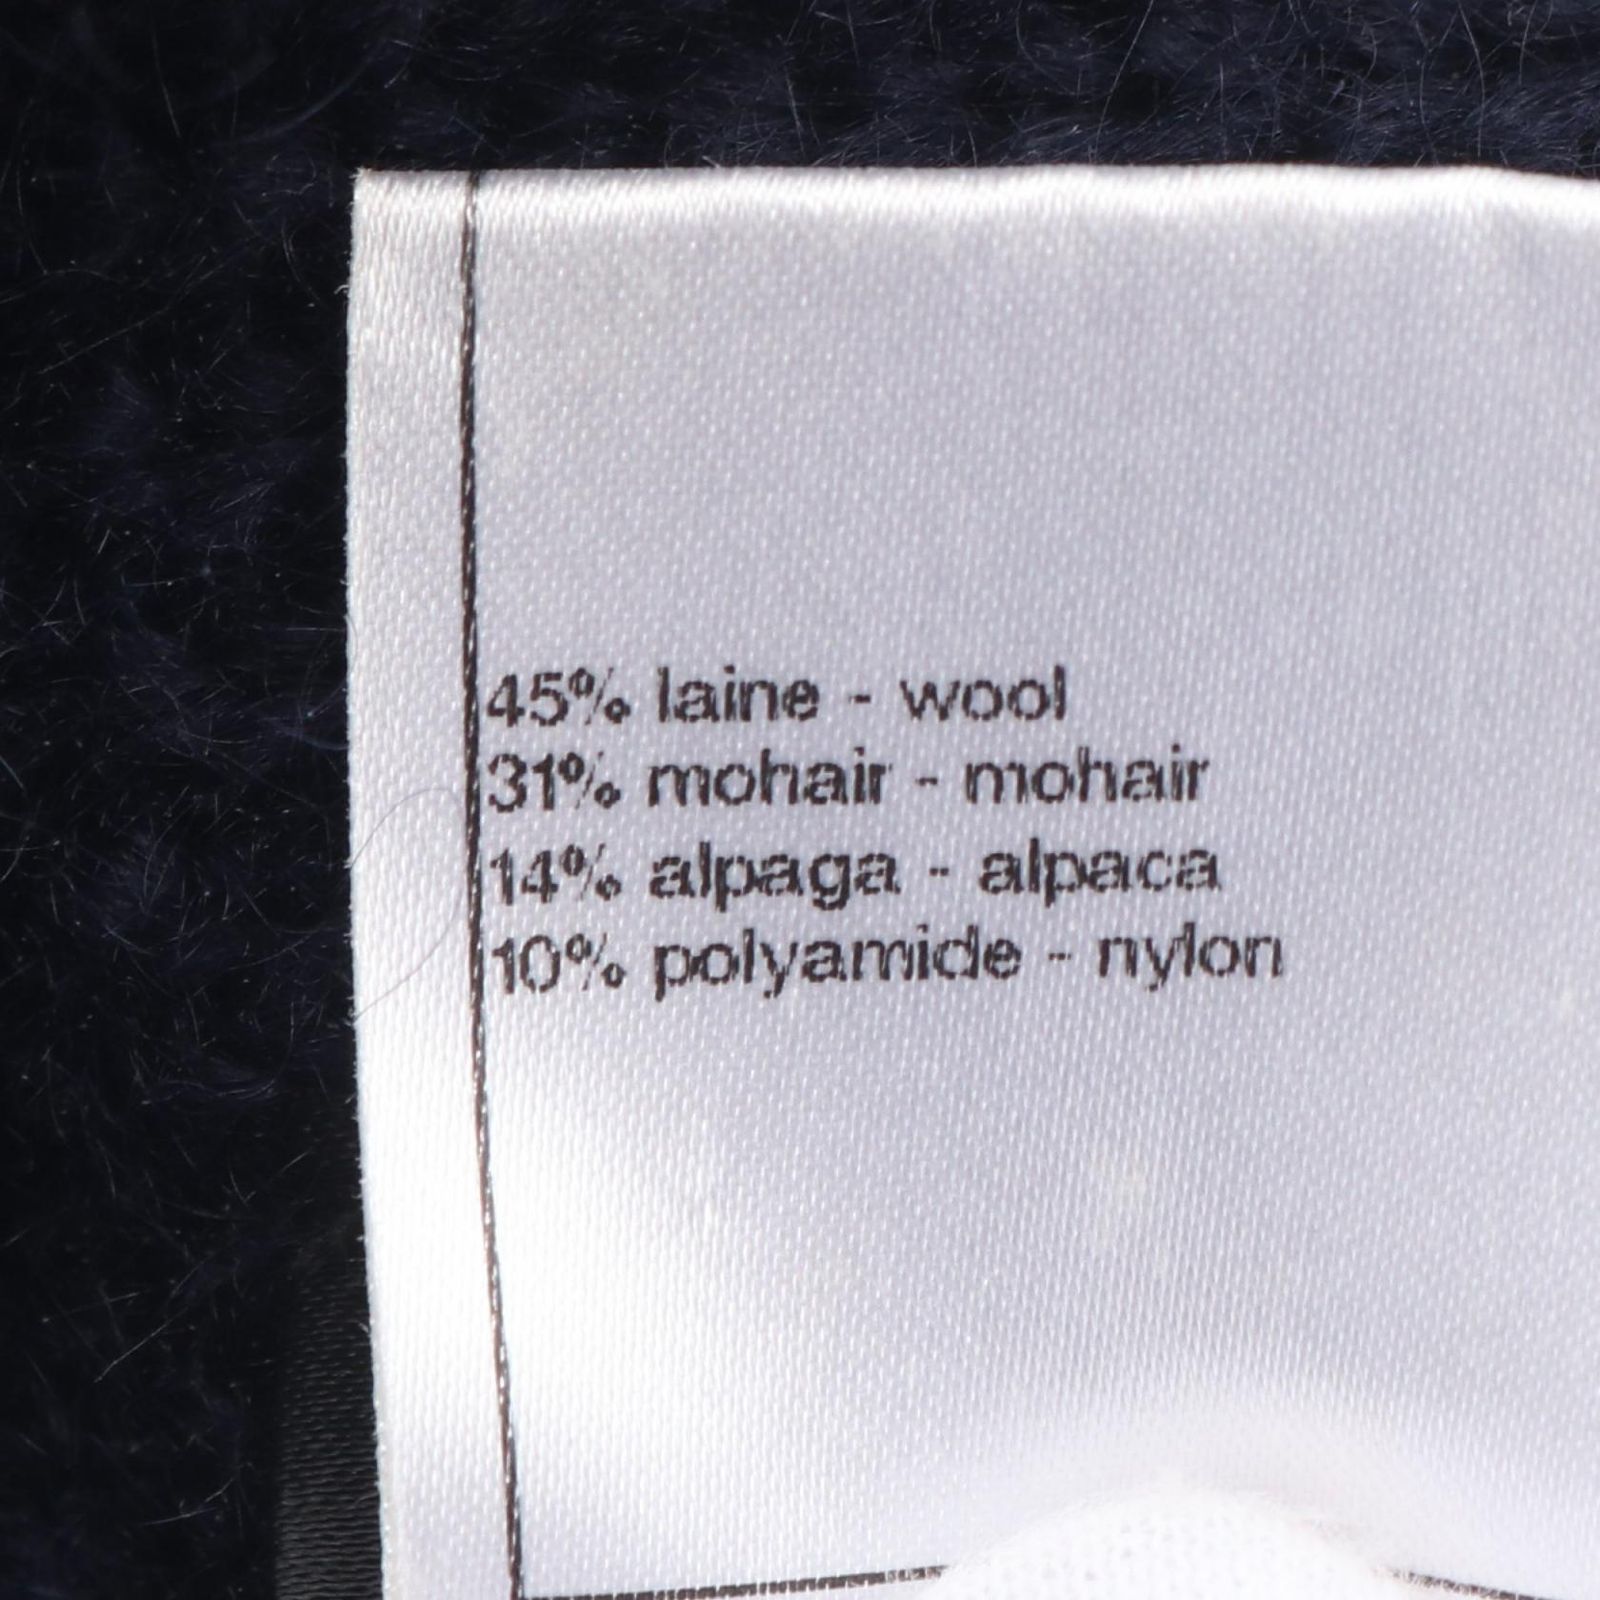 45% laine - wool
31% mohair - mohair
14% alpaga - alpaca
10% polyamide - nylon